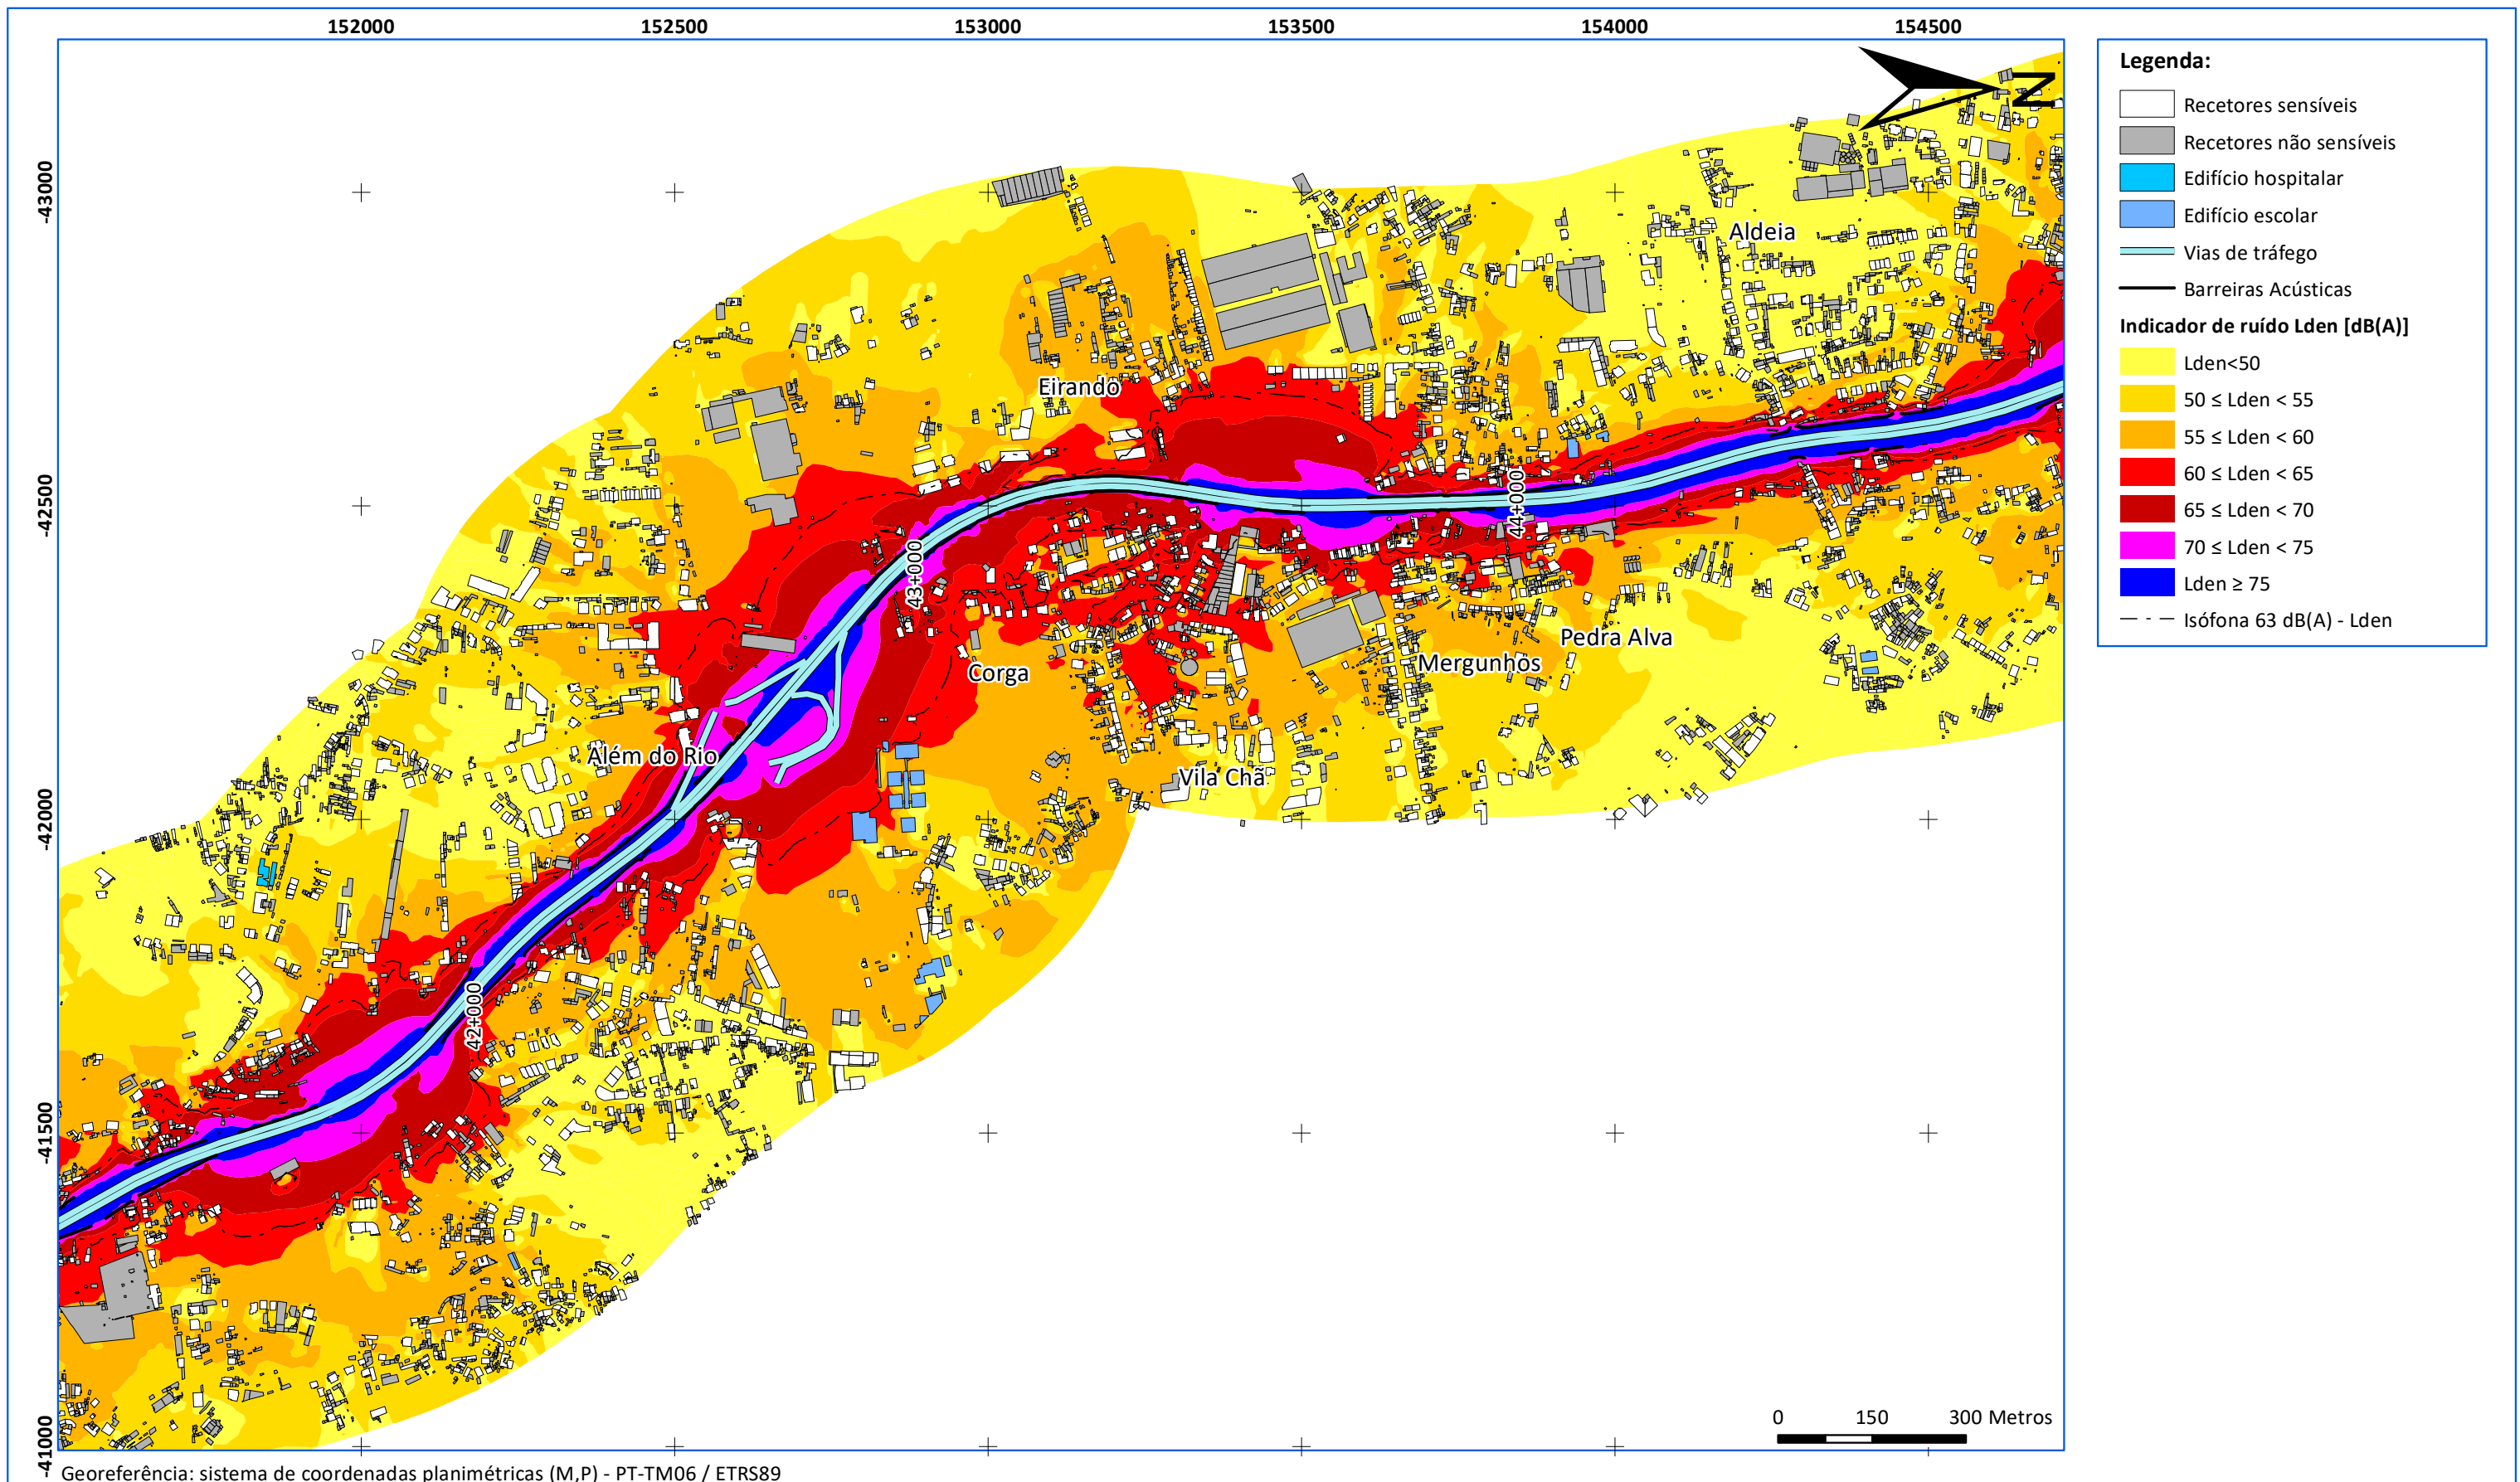 152000 152500 153000 153500 154000 154500
-43000
-42500
-42000
-41500
-41000
N
Aldeia
Eirando
44+000
43+000
Pedra Alva
Mergunhos
Corga
Além do Rio
Vila Chã
42+000
0 150 300 Metros
Georeferência: sistema de coordenadas planimétricas (M,P) - PT-TM06 / ETRS89
Legenda:
Recetores sensíveis
Recetores não sensíveis
Edifício hospitalar
Edifício escolar
Vias de tráfego
Barreiras Acústicas
Indicador de ruído Lden [dB(A)]
Lden<50
50 ≤ Lden < 55
55 ≤ Lden < 60
60 ≤ Lden < 65
65 ≤ Lden < 70
70 ≤ Lden < 75
Lden ≥ 75
Isófona 63 dB(A) - Lden